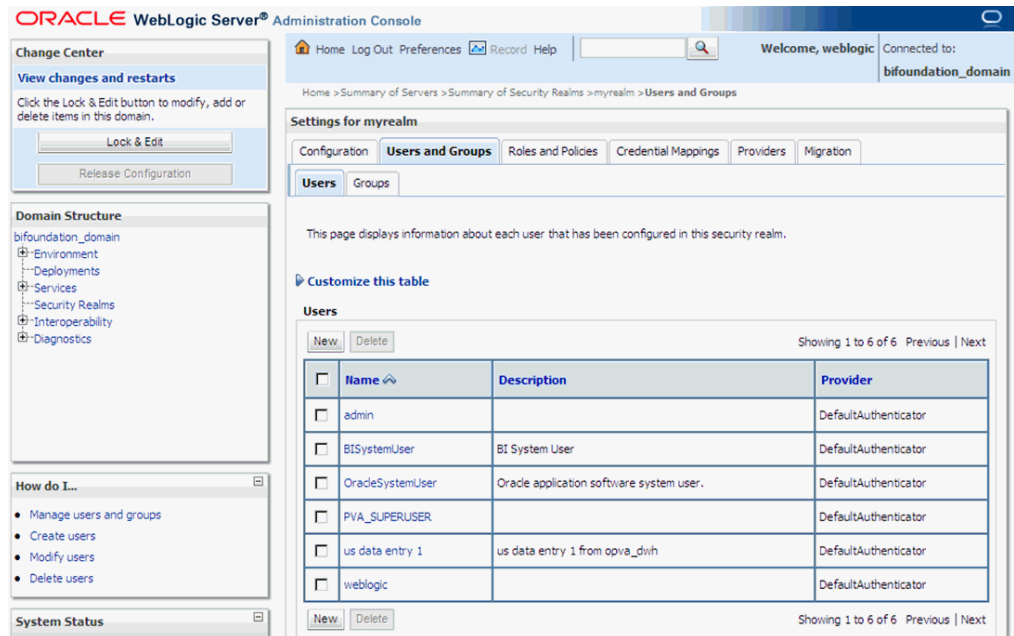 ORACLE WebLogic Server® Administration Console
Change Center
View changes and restarts
Click the Lock & Edit button to modify, add or
delete items in this domain.
Lock & Edit
Release Configuration
Domain Structure
bifoundation_domain
Environment
Deployments
Services
Security Realms
Interoperability
Diagnostics
How do I...
Manage users and groups
Create users
Modify users
Delete users
System Status
Home Log Out Preferences Record Help
Welcome, weblogic
Connected to:
bifoundation_domain
Home >Summary of Servers >Summary of Security Realms >myrealm >Users and Groups
Settings for myrealm
Configuration Users and Groups Roles and Policies Credential Mappings Providers Migration
Users Groups
This page displays information about each user that has been configured in this security realm.
Customize this table
Users
New Delete Showing 1 to 6 of 6 Previous | Next
Name Description Provider
admin DefaultAuthenticator
BISystemUser BI System User DefaultAuthenticator
OracleSystemUser Oracle application software system user. DefaultAuthenticator
PVA_SUPERUSER DefaultAuthenticator
us data entry 1 us data entry 1 from opva_dwh DefaultAuthenticator
weblogic DefaultAuthenticator
New Delete Showing 1 to 6 of 6 Previous | Next